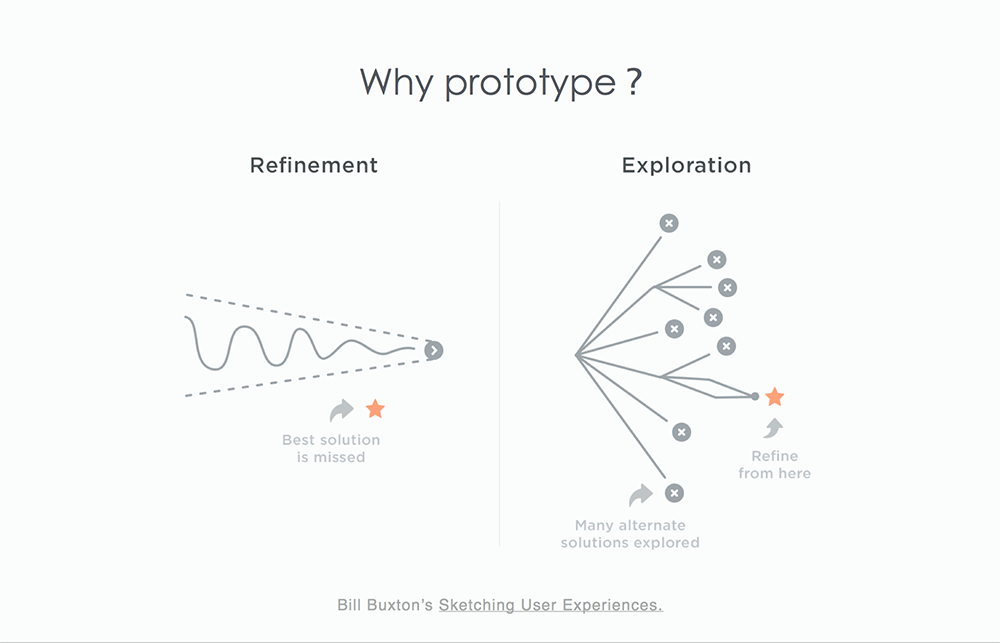 Why prototype ?
Refinement
Exploration
Best solution
is missed
Refine
from here
Many alternate
solutions explored
Bill Buxton's Sketching User Experiences.